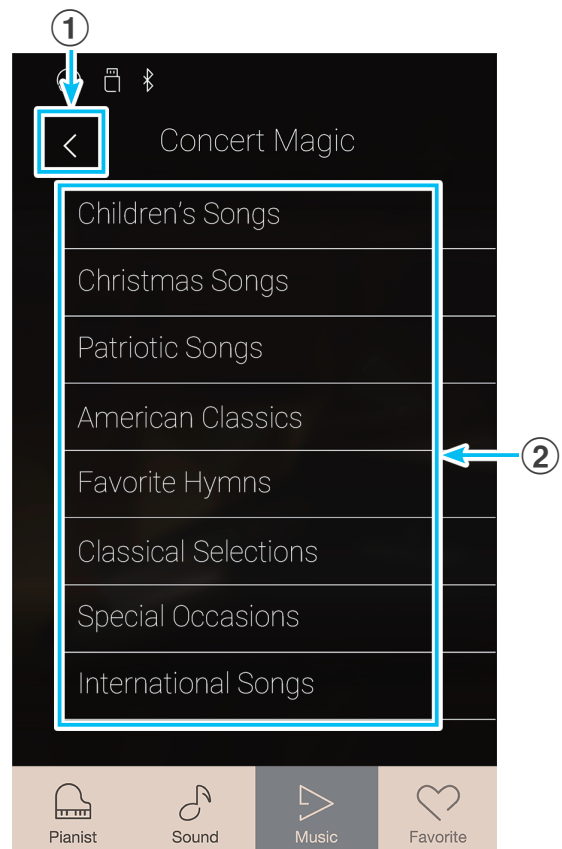 1
Concert Magic
Children's Songs
Christmas Songs
Patriotic Songs
American Classics
2
Favorite Hymns
Classical Selections
Special Occasions
International Songs
Pianist Sound Music Favorite